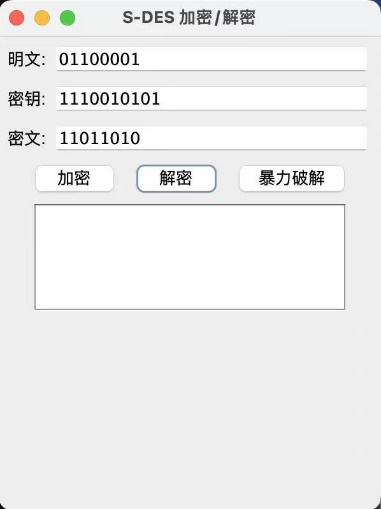 S-DES 加密/解密
明文: 01100001
密钥: 1110010101
密文: 11011010
加密 解密 暴力破解